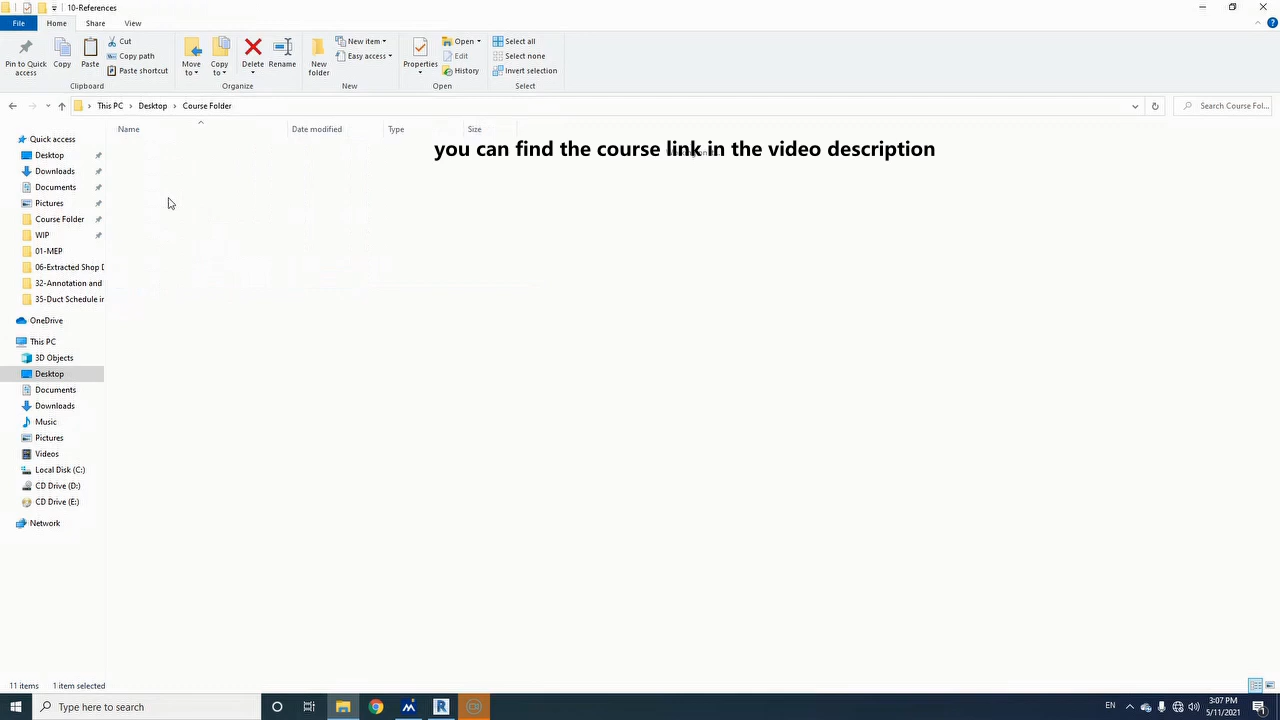 10-References
File Home Share View
Pin to Quick access
Copy
Paste
Cut
Copy path
Paste shortcut
Clipboard
Move to
Copy to
Delete
Rename
Organize
New folder
New item
Easy access
New
Properties
Open
Edit
History
Open
Select all
Select none
Invert selection
Select
This PC > Desktop > Course Folder
Search Course Fol...
Name Date modified Type Size
you can find the course link in the video description
Quick access
Desktop
Downloads
Documents
Pictures
Course Folder
WIP
01-MEP
06-Extracted Shop D
32-Annotation and
35-Duct Schedule in
OneDrive
This PC
3D Objects
Desktop
Documents
Downloads
Music
Pictures
Videos
Local Disk (C:)
CD Drive (D:)
CD Drive (E:)
Network
11 items 1 item selected
Type here to search
EN
3:07 PM
5/11/2021